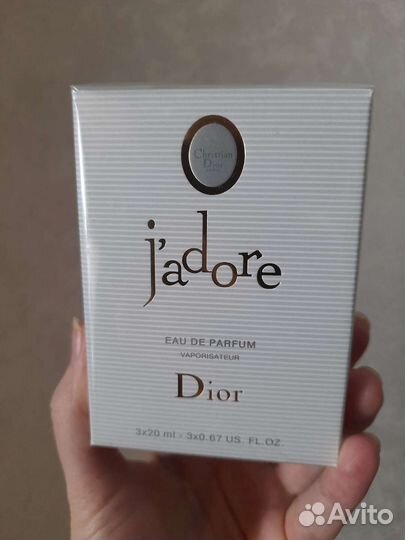 Christian
Dior
j'adore
EAU DE PARFUM
VAPORISATEUR
Dior
3x20 ml - 3x0.67 US. FL.OZ.
Avito